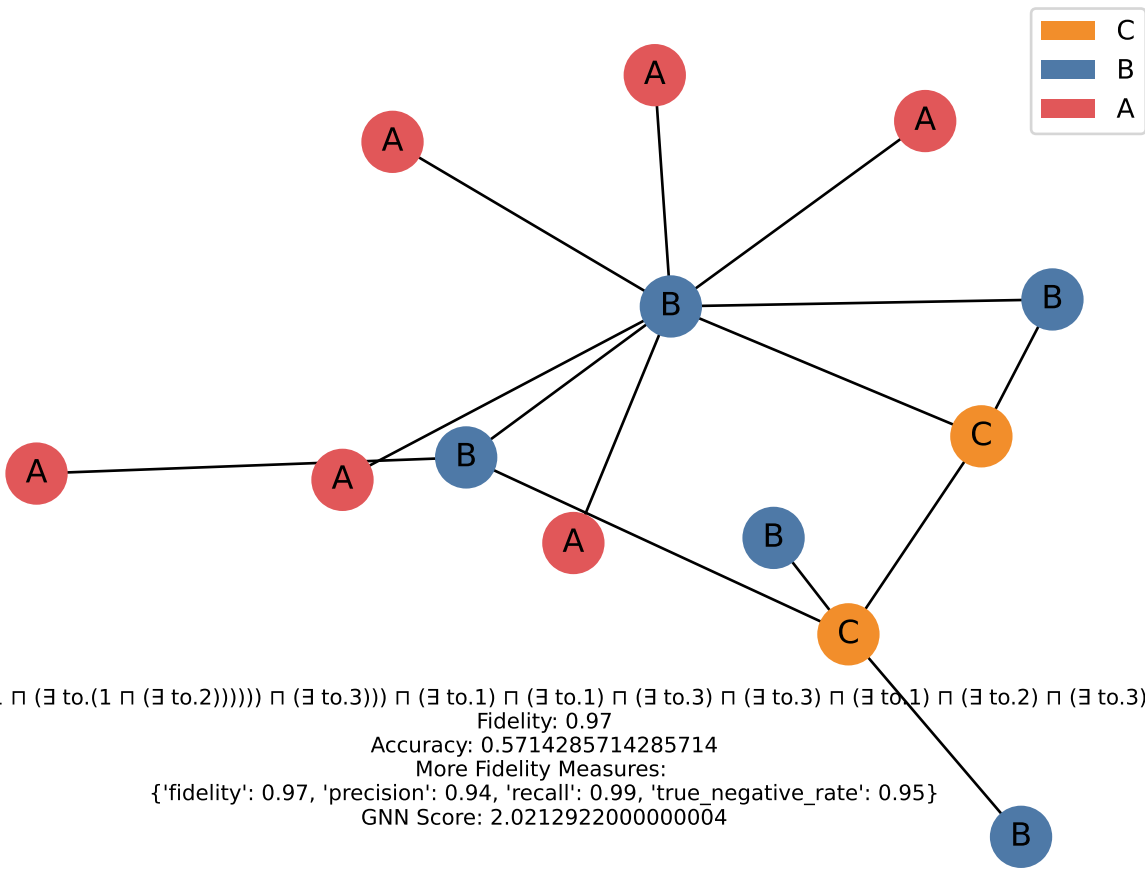 C
B
A
A
A
A
B
B
C
B
A
A
A
B
C
⊓ (∃ to.(1 ⊓ (∃ to.2)))))) ⊓ (∃ to.3))) ⊓ (∃ to.1) ⊓ (∃ to.1) ⊓ (∃ to.3) ⊓ (∃ to.3) ⊓ (∃ to.1) ⊓ (∃ to.2) ⊓ (∃ to.3)
Fidelity: 0.97
Accuracy: 0.5714285714285714
More Fidelity Measures:
{'fidelity': 0.97, 'precision': 0.94, 'recall': 0.99, 'true_negative_rate': 0.95}
GNN Score: 2.0212922000000004
B